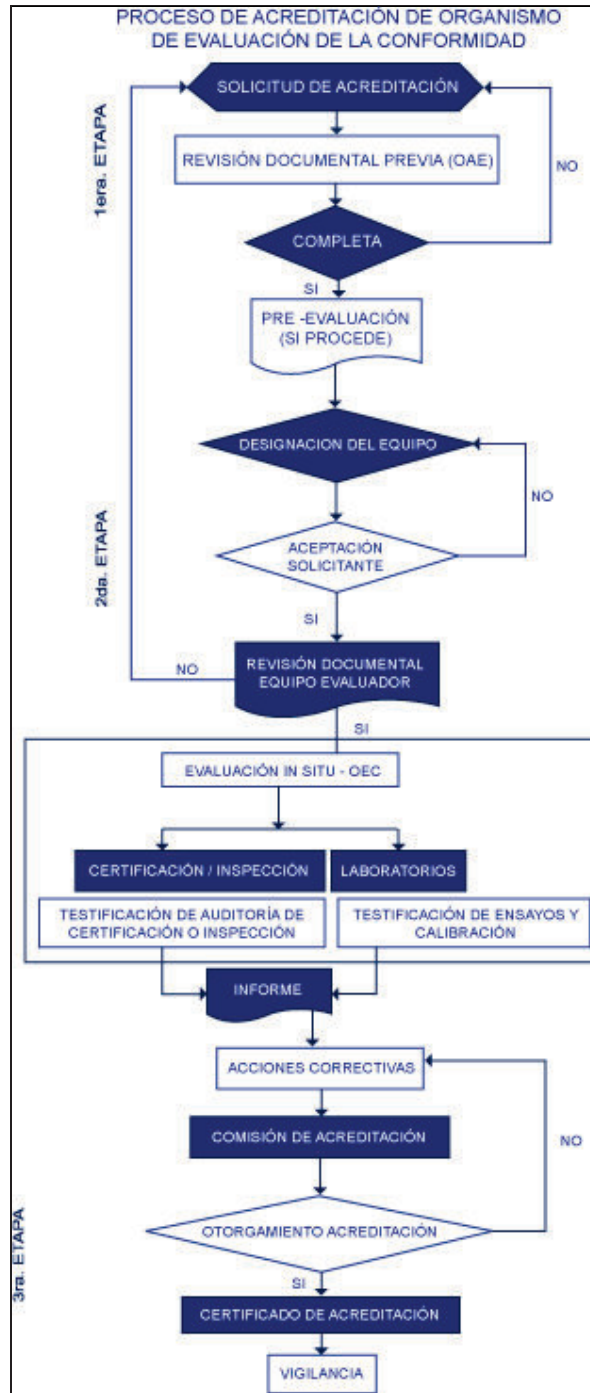 PROCESO DE ACREDITACIÓN DE ORGANISMO
DE EVALUACIÓN DE LA CONFORMIDAD
1era. ETAPA
SOLICITUD DE ACREDITACIÓN
REVISIÓN DOCUMENTAL PREVIA (OAE)
NO
COMPLETA
SI
PRE -EVALUACIÓN
(SI PROCEDE)
DESIGNACION DEL EQUIPO
NO
2da. ETAPA
ACEPTACIÓN
SOLICITANTE
SI
NO
REVISIÓN DOCUMENTAL
EQUIPO EVALUADOR
SI
EVALUACIÓN IN SITU - OEC
CERTIFICACIÓN / INSPECCIÓN
LABORATORIOS
TESTIFICACIÓN DE AUDITORÍA DE
CERTIFICACIÓN O INSPECCIÓN
TESTIFICACIÓN DE ENSAYOS Y
CALIBRACIÓN
INFORME
ACCIONES CORRECTIVAS
COMISIÓN DE ACREDITACIÓN
NO
3ra. ETAPA
OTORGAMIENTO ACREDITACIÓN
SI
CERTIFICADO DE ACREDITACIÓN
VIGILANCIA